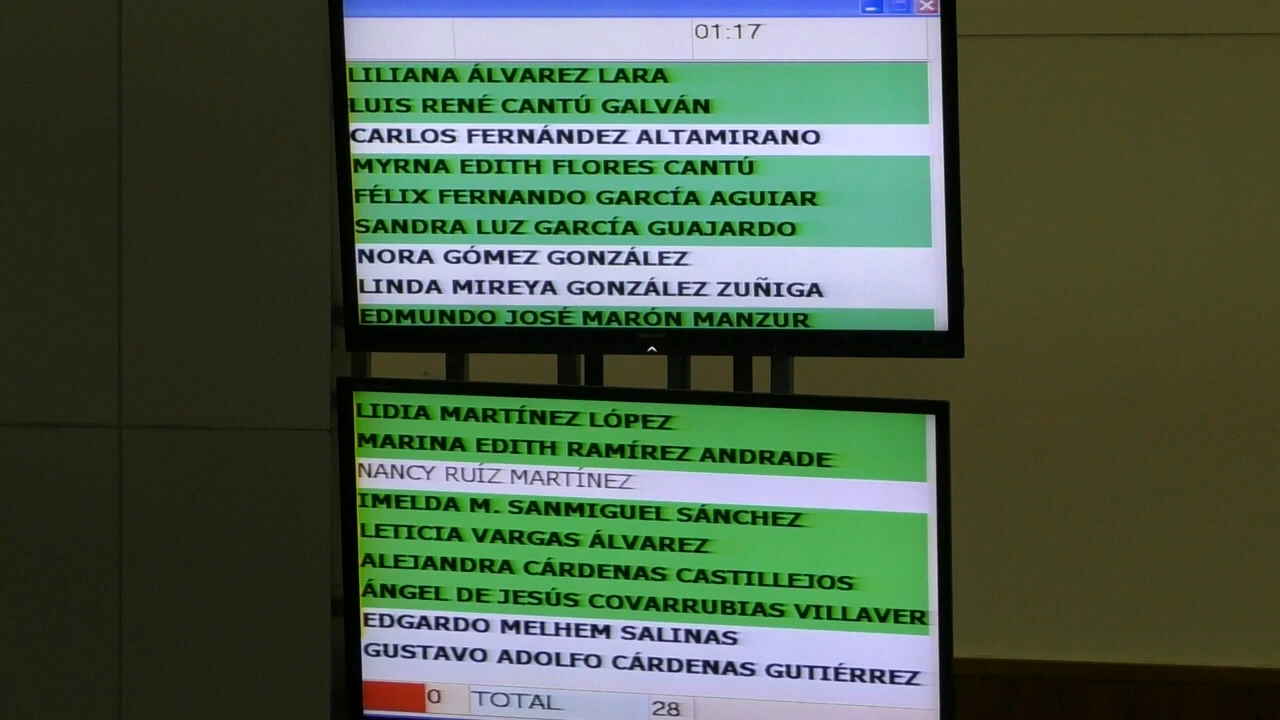 01:17
LILIANA ÁLVAREZ LARA
LUIS RENÉ CANTÚ GALVÁN
CARLOS FERNÁNDEZ ALTAMIRANO
MYRNA EDITH FLORES CANTÚ
FÉLIX FERNANDO GARCÍA AGUIAR
SANDRA LUZ GARCÍA GUAJARDO
NORA GÓMEZ GONZÁLEZ
LINDA MIREYA GONZÁLEZ ZUÑIGA
EDMUNDO JOSÉ MARÓN MANZUR
LIDIA MARTÍNEZ LÓPEZ
MARINA EDITH RAMÍREZ ANDRADE
NANCY RUÍZ MARTÍNEZ
IMELDA M. SANMIGUEL SÁNCHEZ
LETICIA VARGAS ÁLVAREZ
ALEJANDRA CÁRDENAS CASTILLEJOS
ÁNGEL DE JESÚS COVARRUBIAS VILLAVER
EDGARDO MELHEM SALINAS
GUSTAVO ADOLFO CÁRDENAS GUTIÉRREZ
0 TOTAL 28